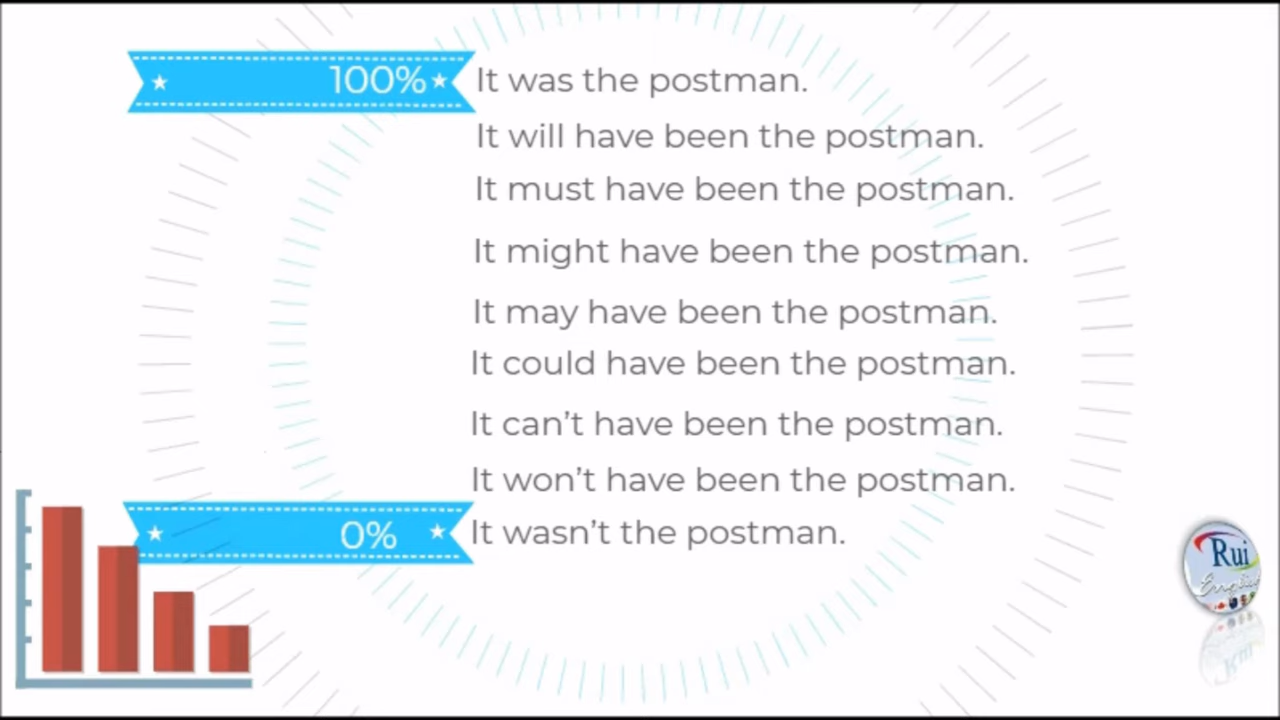 100% It was the postman.
It will have been the postman.
It must have been the postman.
It might have been the postman.
It may have been the postman.
It could have been the postman.
It can’t have been the postman.
It won’t have been the postman.
0% It wasn’t the postman.
Rui
English